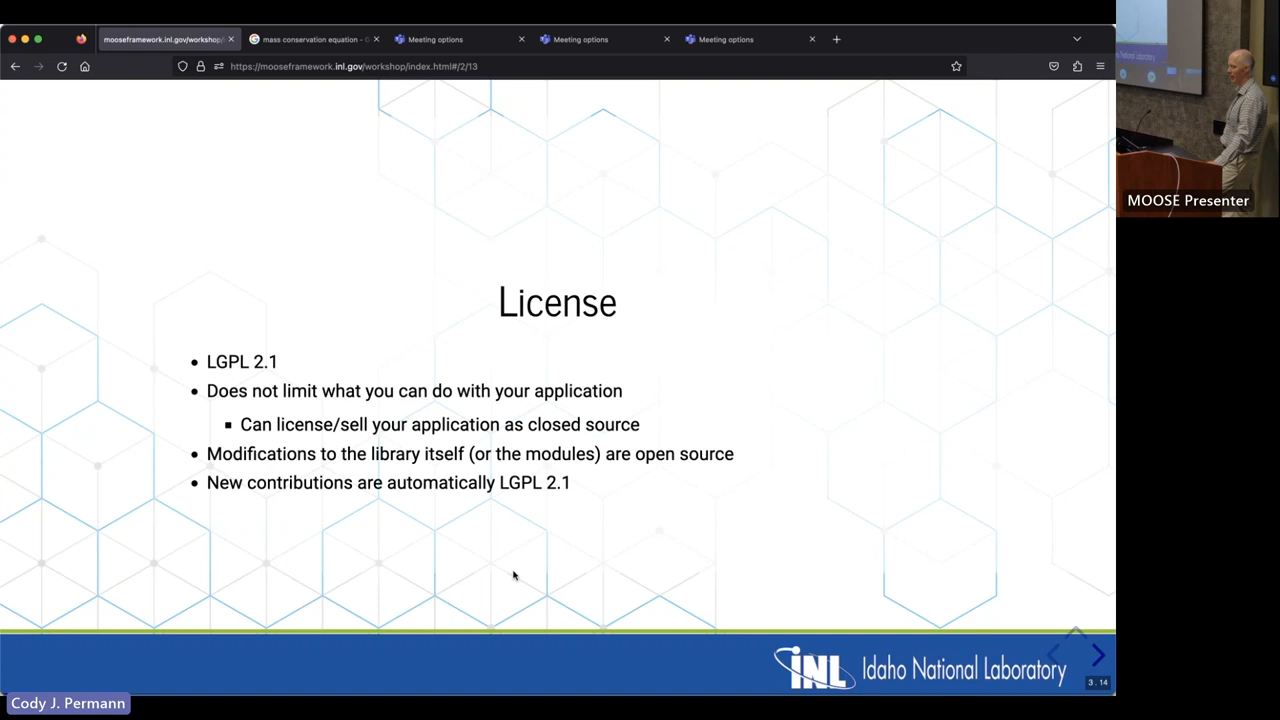 mooseframework.inl.gov/workshop/
mass conservation equation - G
Meeting options
Meeting options
Meeting options
https://mooseframework.inl.gov/workshop/index.html#/2/13
MOOSE Presenter
License
• LGPL 2.1
• Does not limit what you can do with your application
▪ Can license/sell your application as closed source
• Modifications to the library itself (or the modules) are open source
• New contributions are automatically LGPL 2.1
INL Idaho National Laboratory
3.14
Cody J. Permann